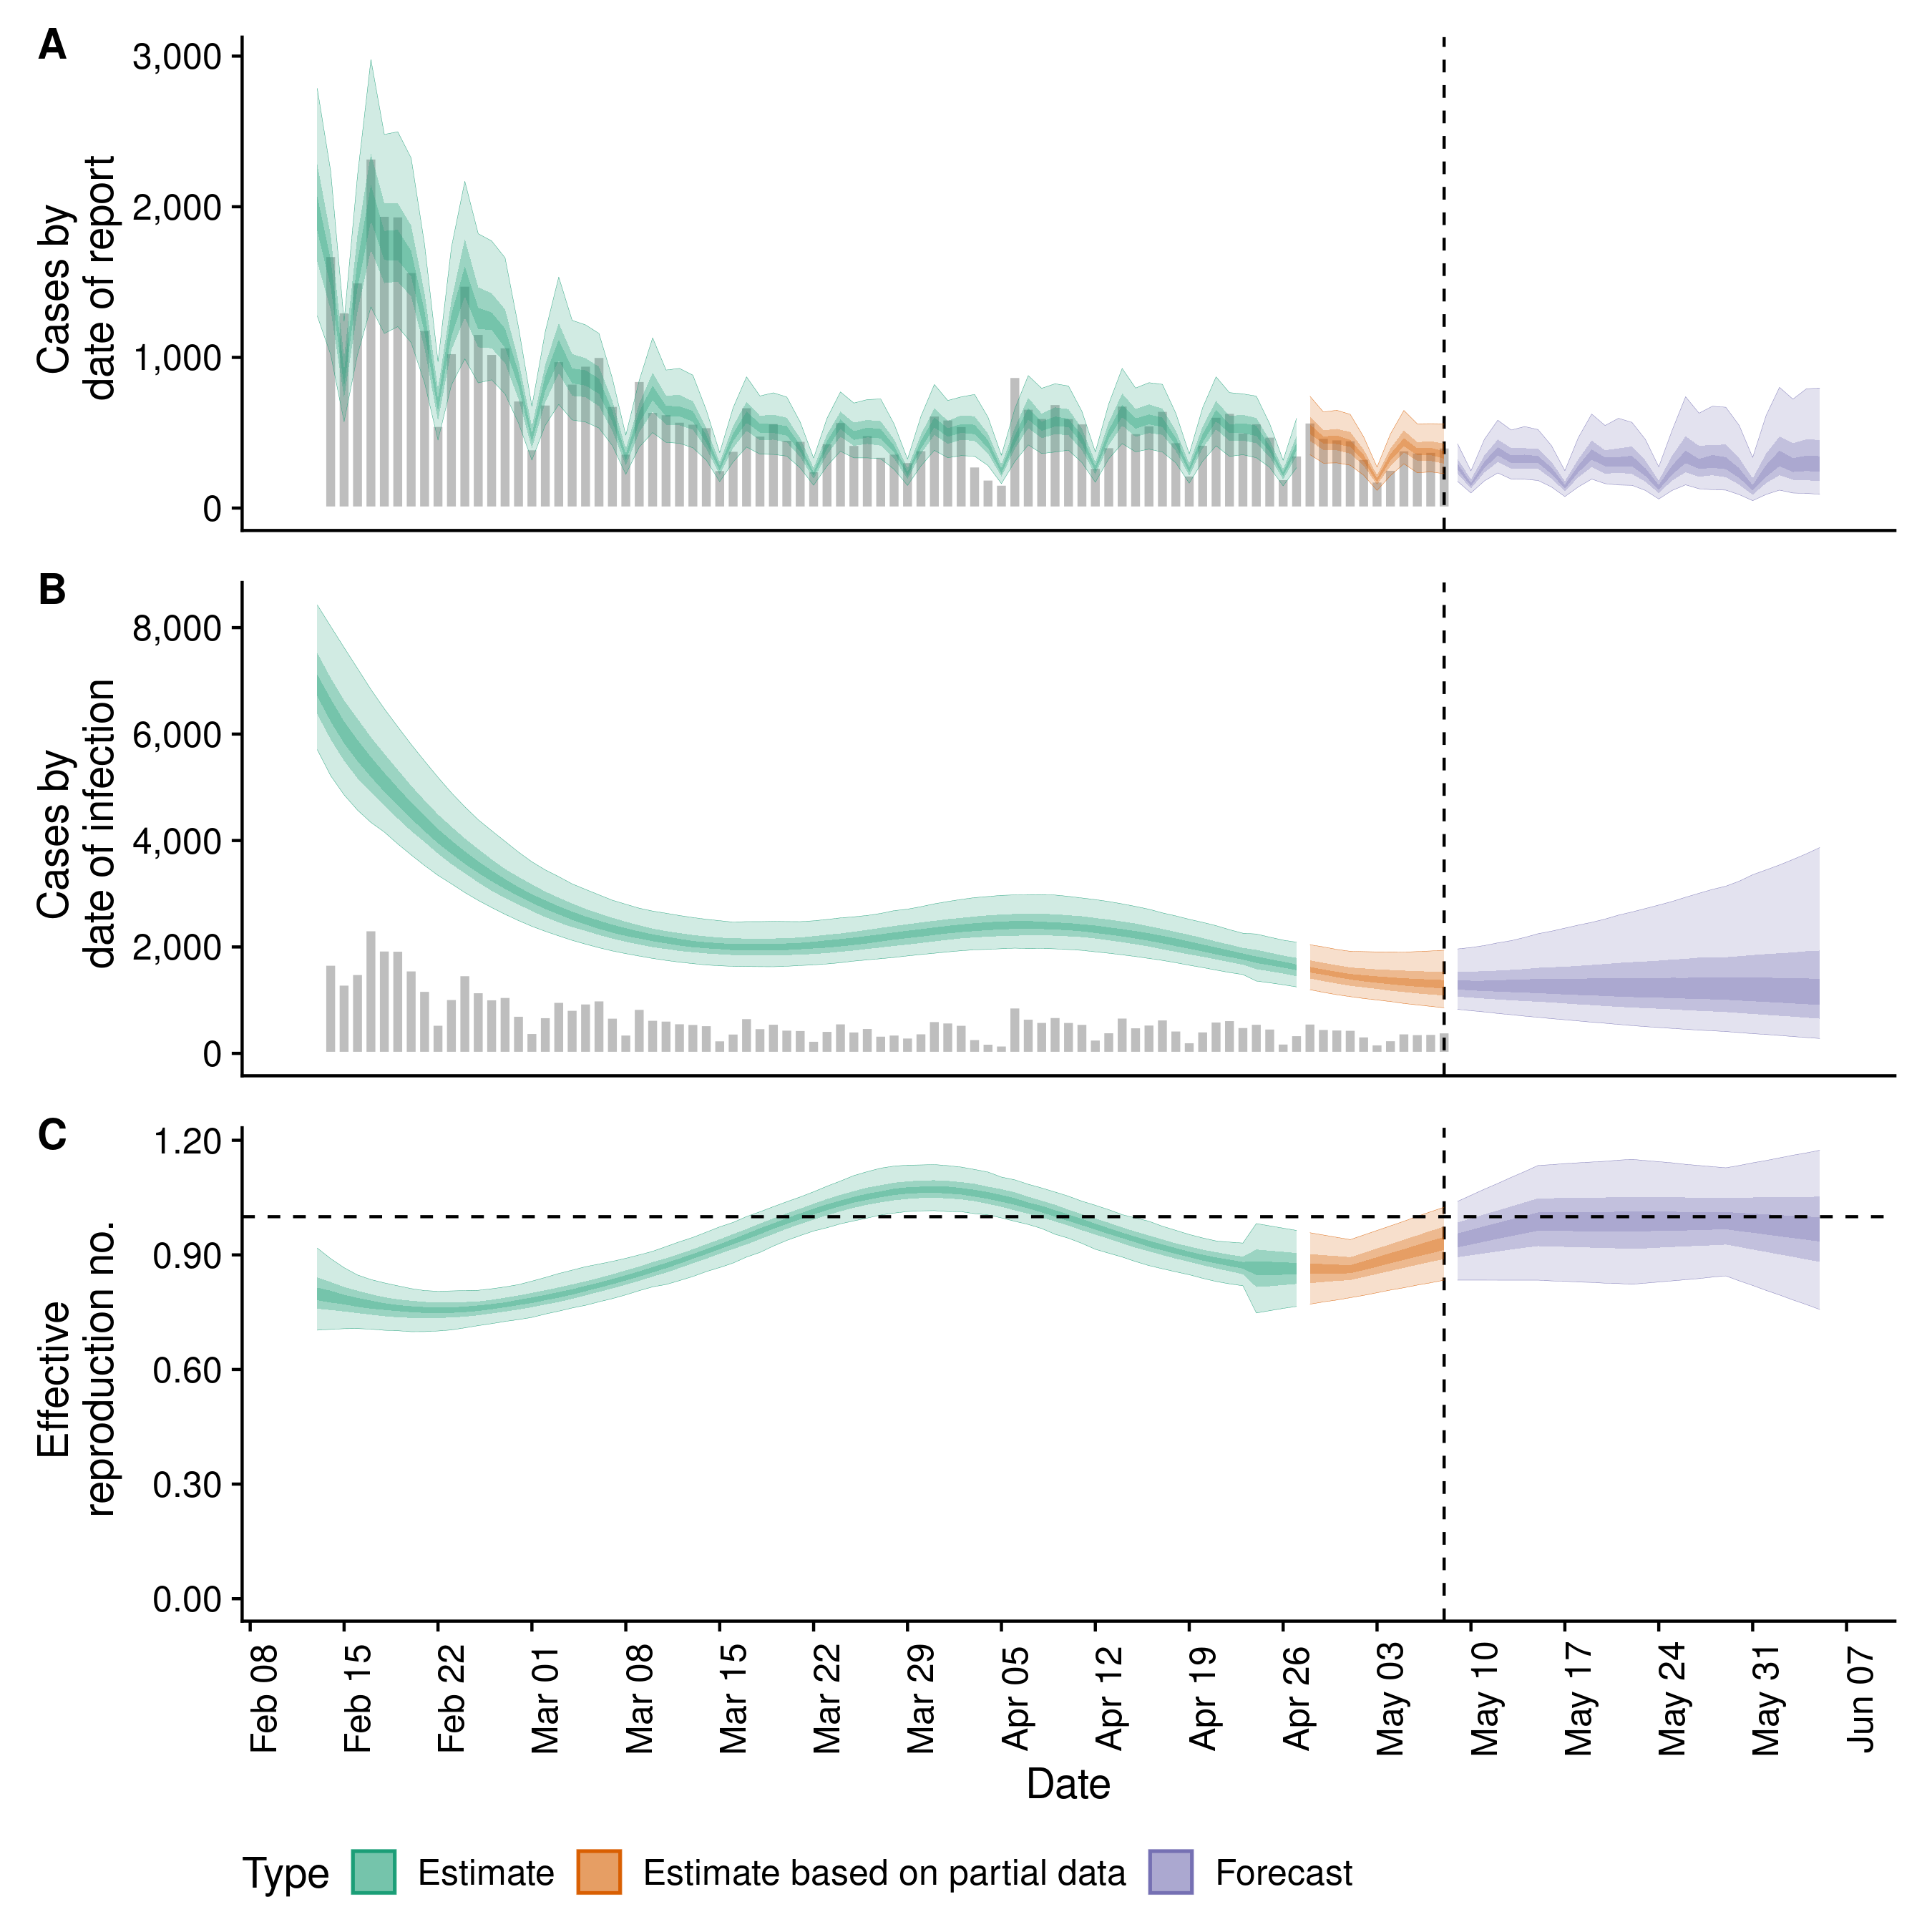 A
Cases by
date of report
3,000
2,000
1,000
0
B
Cases by
date of infection
8,000
6,000
4,000
2,000
0
C
Effective
reproduction no.
1.20
0.90
0.60
0.30
0.00
Feb 08
Feb 15
Feb 22
Mar 01
Mar 08
Mar 15
Mar 22
Mar 29
Apr 05
Apr 12
Apr 19
Apr 26
May 03
May 10
May 17
May 24
May 31
Jun 07
Date
Type Estimate Estimate based on partial data Forecast